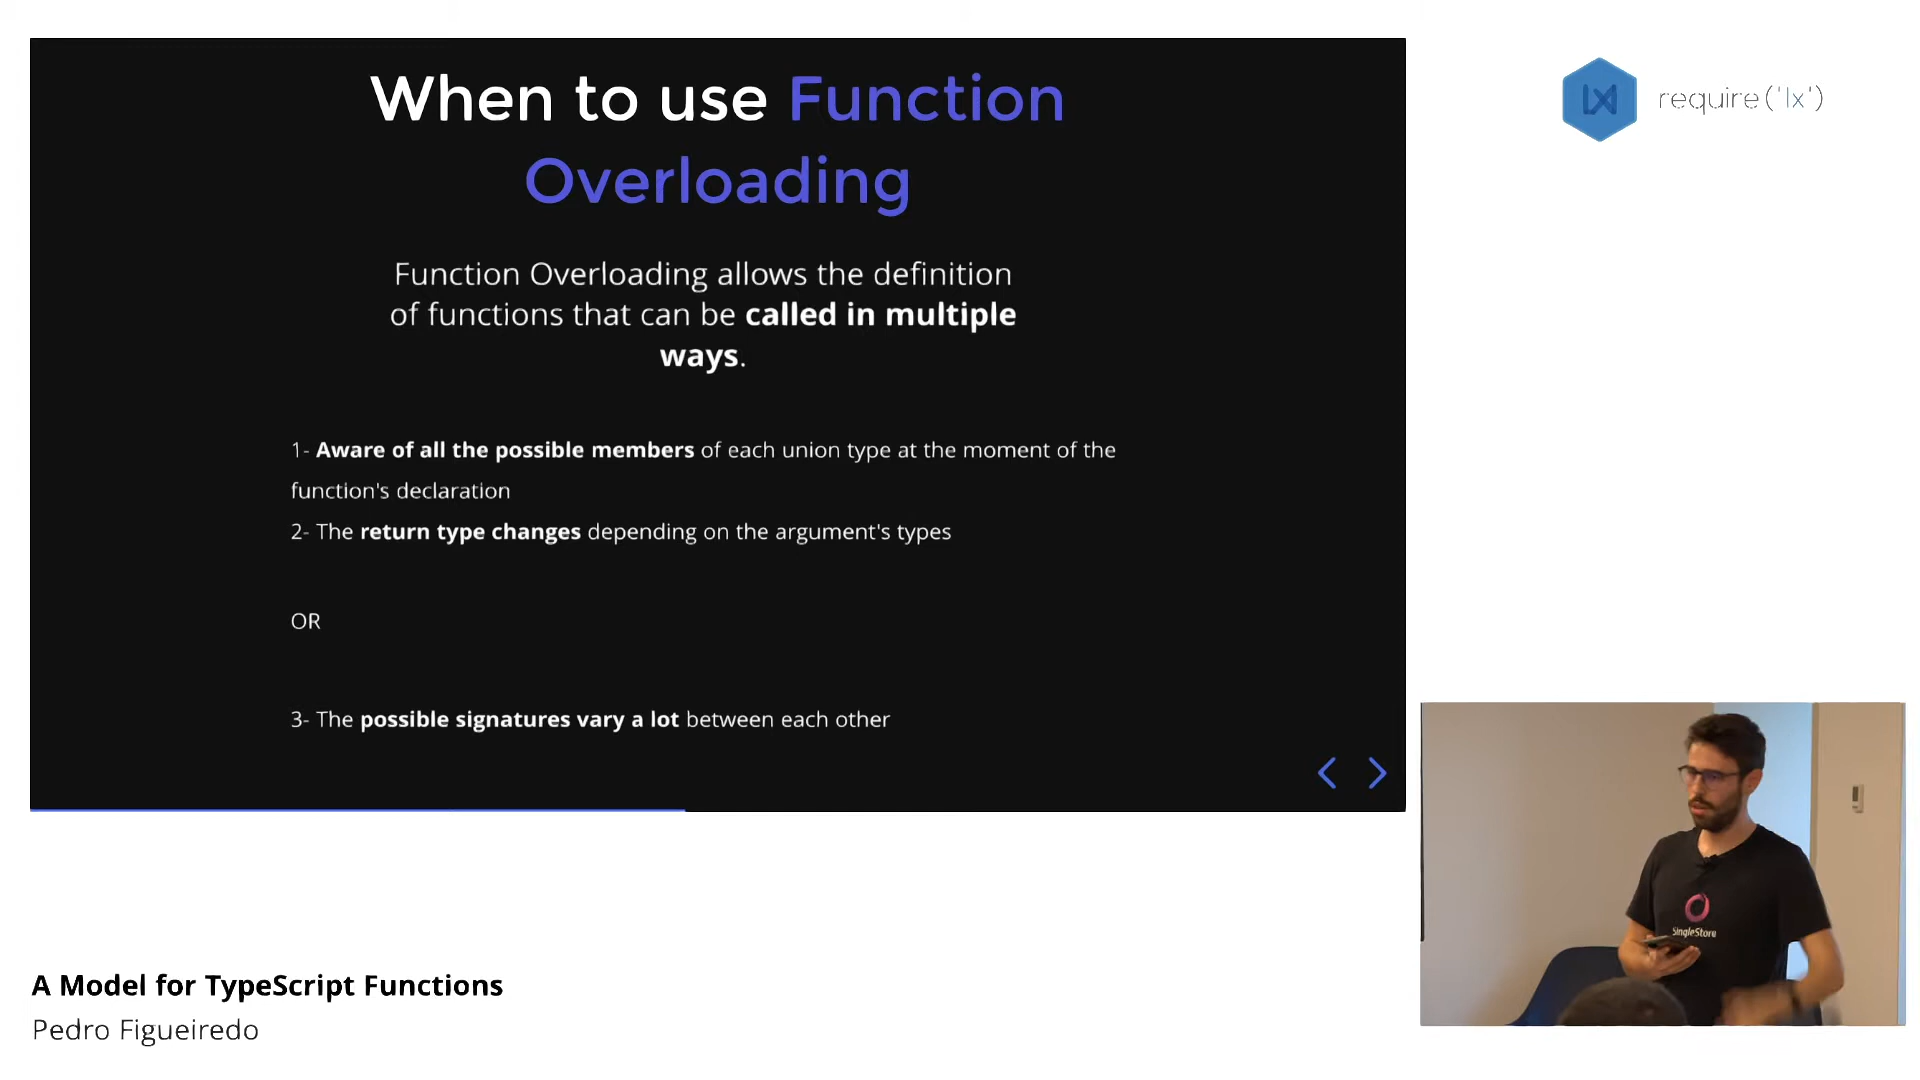 When to use Function
Overloading
Function Overloading allows the definition
of functions that can be called in multiple
ways.
1- Aware of all the possible members of each union type at the moment of the
function's declaration
2- The return type changes depending on the argument's types
OR
3- The possible signatures vary a lot between each other
lx
require('lx')
SingleStore
A Model for TypeScript Functions
Pedro Figueiredo